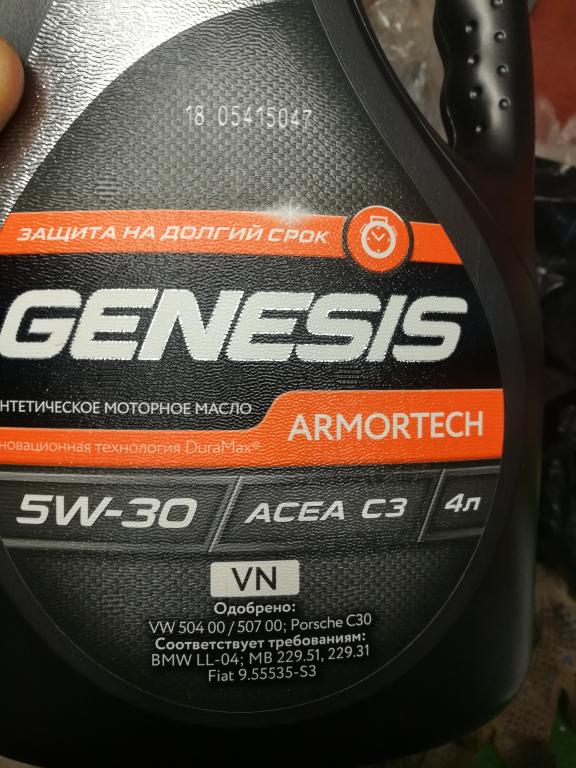 18 05415047
ЗАЩИТА НА ДОЛГИЙ СРОК
GENESIS
МОТОРНОЕ МАСЛО
ARMORTECH
технология DuraMax®
5W-30
ACEA C3
4л
VN
Одобрено:
VW 504 00 / 507 00; Porsche C30
Соответствует требованиям:
BMW LL-04; MB 229.51, 229.31
Fiat 9.55535-S3